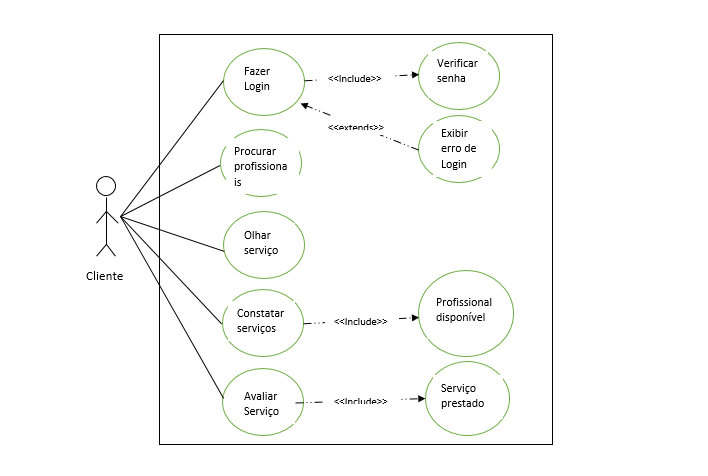 Fazer
Login
<<Include>>
Verificar
senha
<<extends>>
Exibir
erro de
Login
Procurar
profissiona
is
Olhar
serviço
Cliente
Constatar
serviços
<<Include>>
Profissional
disponível
Avaliar
Serviço
<<Include>>
Serviço
prestado